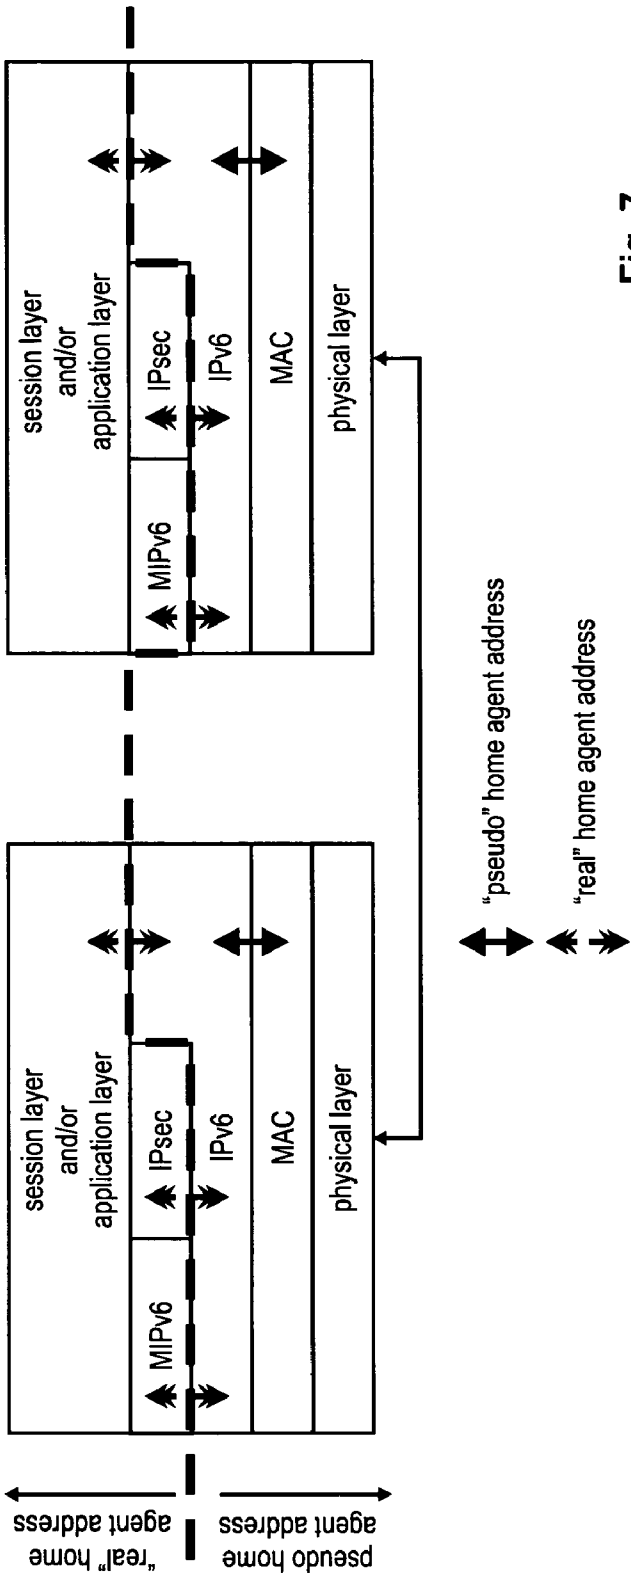 "real" home
agent address
pseudo home
agent address
session layer
and/or
application layer
MIPv6
IPsec
IPv6
MAC
physical layer
session layer
and/or
application layer
MIPv6
IPsec
IPv6
MAC
physical layer
"pseudo" home agent address
"real" home agent address
Fig. 7